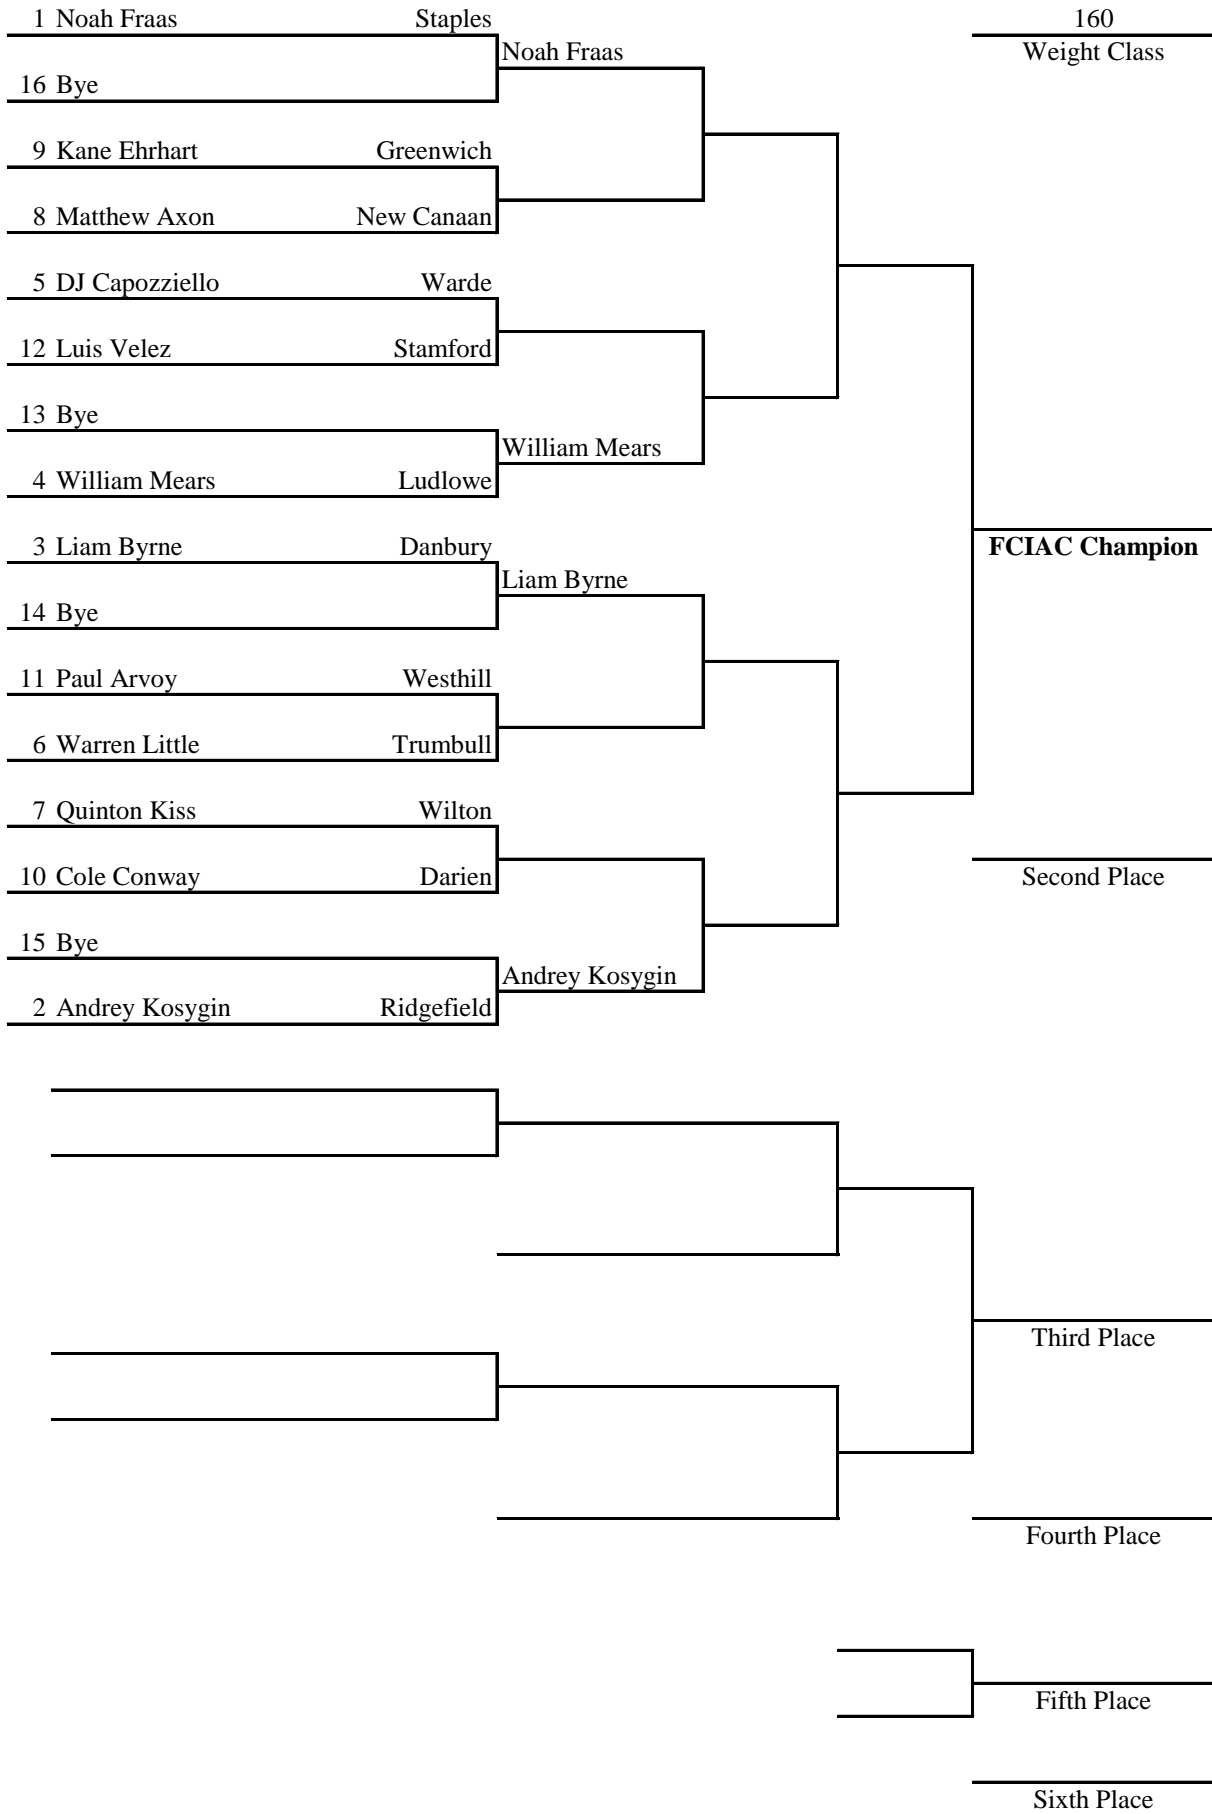 1 Noah Fraas Staples 160
Noah Fraas Weight Class
16 Bye
9 Kane Ehrhart Greenwich
8 Matthew Axon New Canaan
5 DJ Capozziello Warde
12 Luis Velez Stamford
13 Bye
William Mears
4 William Mears Ludlowe
3 Liam Byrne Danbury FCIAC Champion
Liam Byrne
14 Bye
11 Paul Arvoy Westhill
6 Warren Little Trumbull
7 Quinton Kiss Wilton
10 Cole Conway Darien Second Place
15 Bye
Andrey Kosygin
2 Andrey Kosygin Ridgefield
Third Place
Fourth Place
Fifth Place
Sixth Place